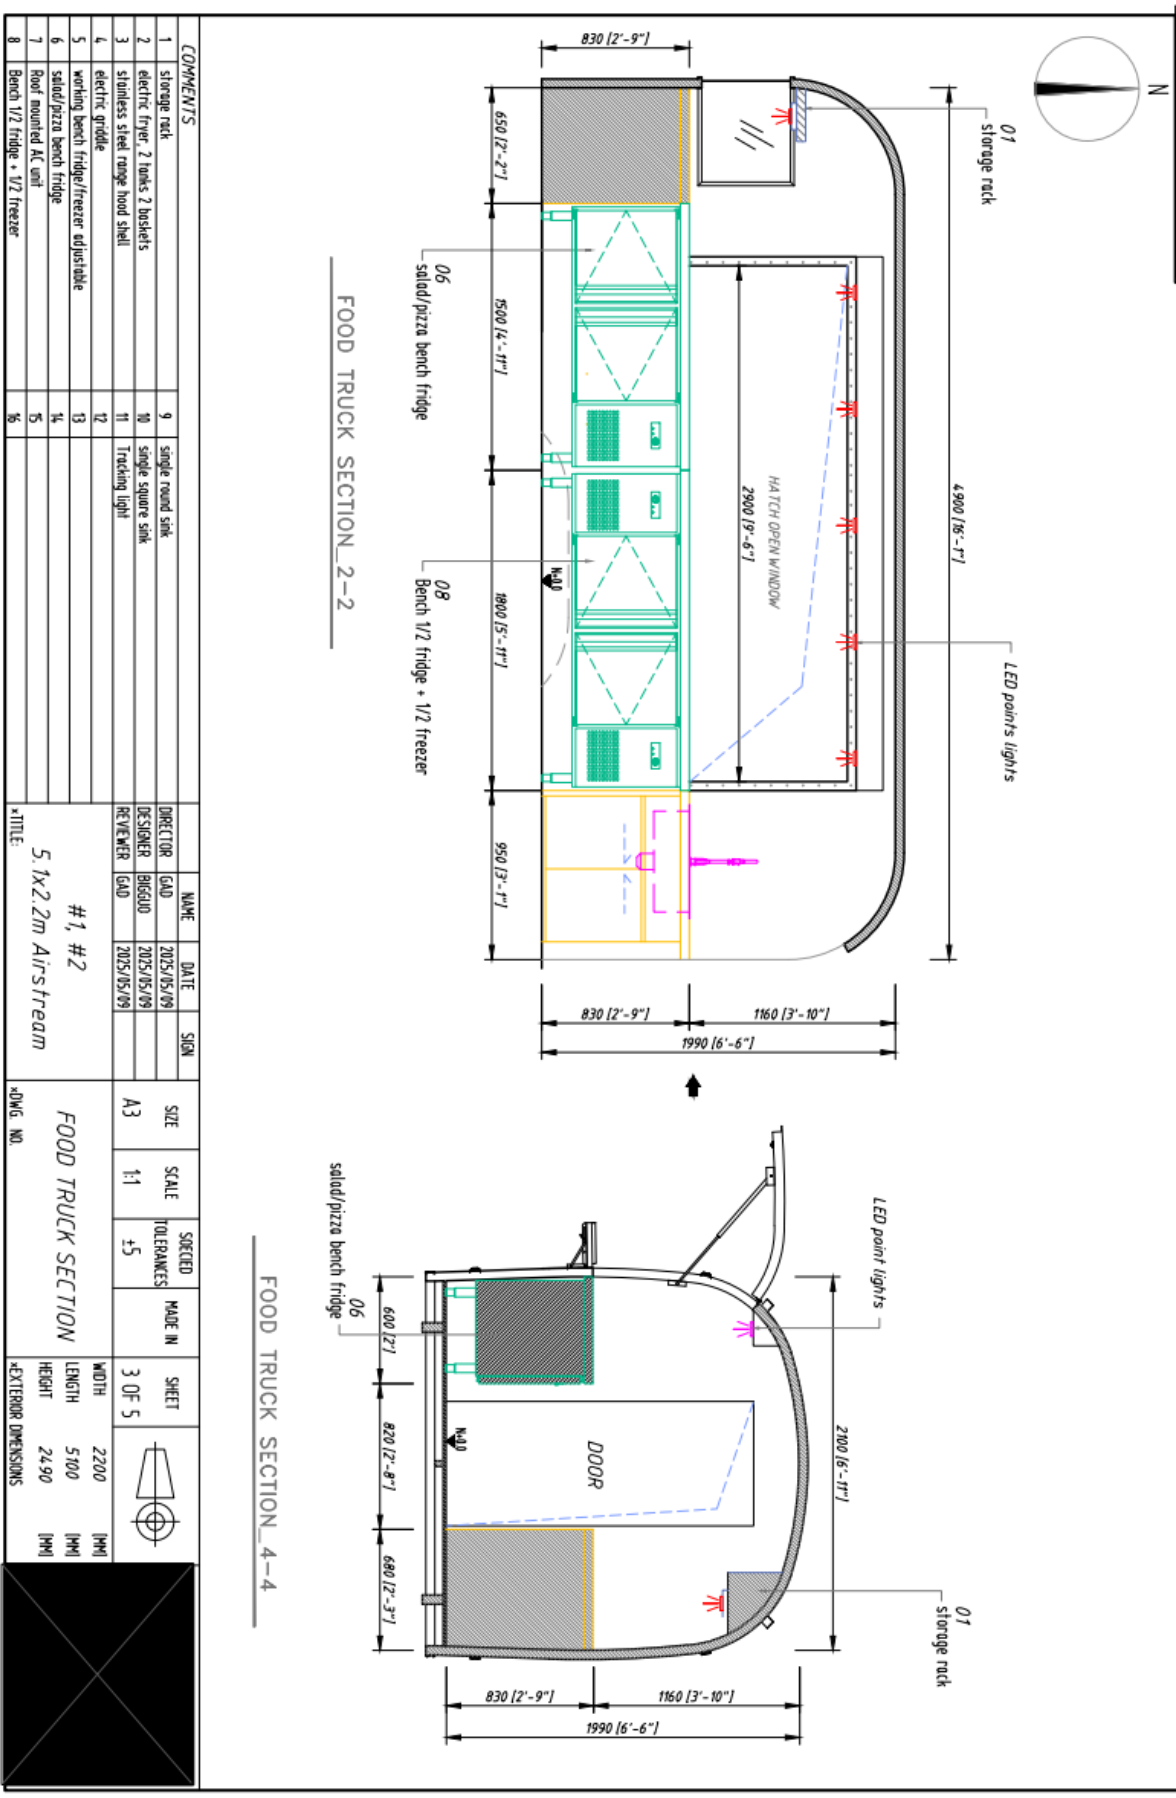 N
830 [2'-9"]
01
storage rack
4900 [16'-1"]
650 [2'-2"]
1500 [4'-11"]
1800 [5'-11"]
950 [3'-1"]
HATCH OPEN WINDOW
2900 [9'-6"]
LED points lights
N=0.0
06
salad/pizza bench fridge
08
Bench 1/2 fridge + 1/2 freezer
830 [2'-9"]
1160 [3'-10"]
1990 [6'-6"]
FOOD TRUCK SECTION_2-2
LED point lights
2100 [6'-11"]
01
storage rack
DOOR
N=0.0
600 [2']
820 [2'-8"]
680 [2'-3"]
06
salad/pizza bench fridge
830 [2'-9"]
1160 [3'-10"]
1990 [6'-6"]
FOOD TRUCK SECTION_4-4
COMMENTS
1 storage rack
2 electric fryer, 2 tanks 2 baskets
3 stainless steel range hood shell
4 electric griddle
5 working bench fridge/freezer adjustable
6 salad/pizza bench fridge
7 Roof mounted AC unit
8 Bench 1/2 fridge + 1/2 freezer
9 single round sink
10 single square sink
11 Tracking light
12
13
14
15
16
NAME DATE SIGN
DIRECTOR GAD 2025/05/09
DESIGNER BIGGUO 2025/05/09
REVIEWER GAD 2025/05/09
#1, #2
5.1x2.2m Airstream
*TITLE:
SIZE SCALE SOECIED TOLERANCES MADE IN SHEET
A3 1:1 ±5 3 OF 5
FOOD TRUCK SECTION
*DWG. NO.
WIDTH 2200 [MM]
LENGTH 5100 [MM]
HEIGHT 2490 [MM]
*EXTERIOR DIMENSIONS